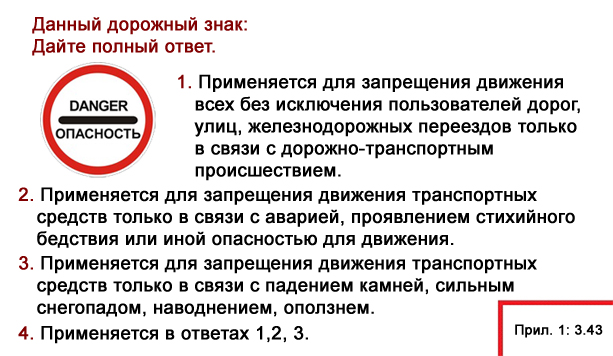 Данный дорожный знак:
Дайте полный ответ.
DANGER
ОПАСНОСТЬ
1. Применяется для запрещения движения
всех без исключения пользователей дорог,
улиц, железнодорожных переездов только
в связи с дорожно-транспортным
происшествием.
2. Применяется для запрещения движения транспортных
средств только в связи с аварией, проявлением стихийного
бедствия или иной опасностью для движения.
3. Применяется для запрещения движения транспортных
средств только в связи с падением камней, сильным
снегопадом, наводнением, оползнем.
4. Применяется в ответах 1,2, 3.
Прил. 1: 3.43